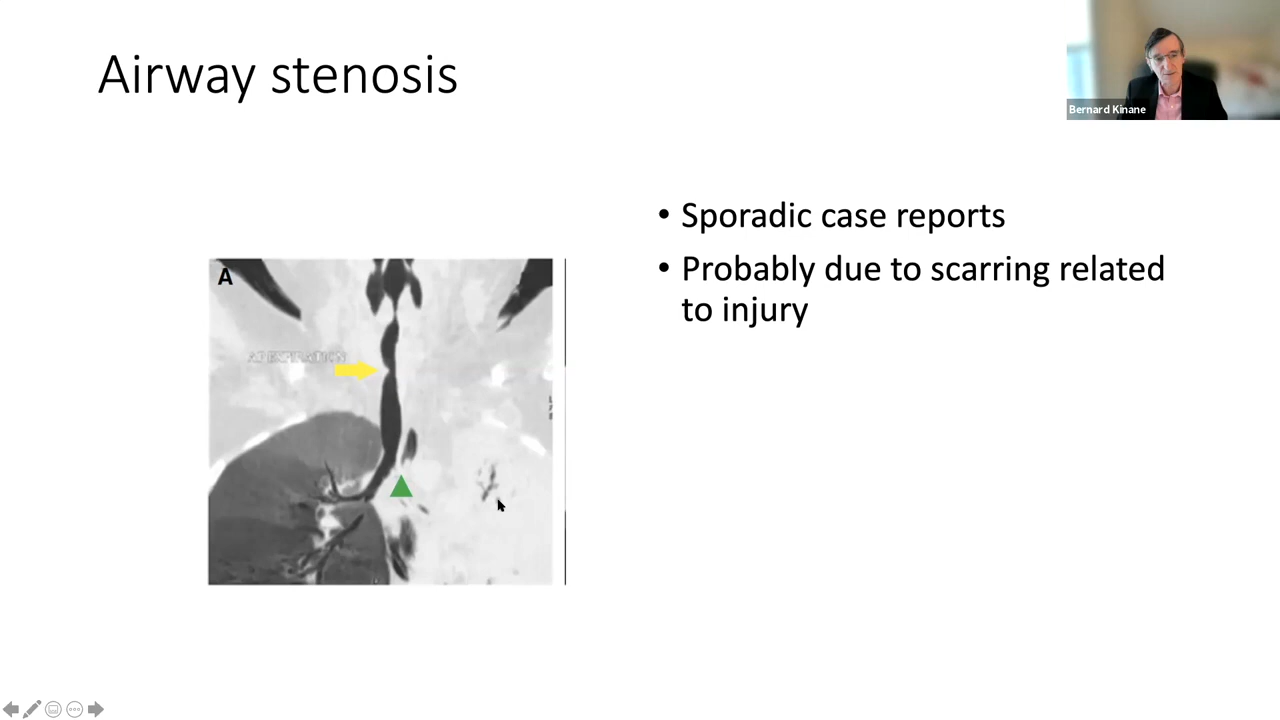 Airway stenosis
Bernard Kinane
• Sporadic case reports
• Probably due to scarring related
to injury
A